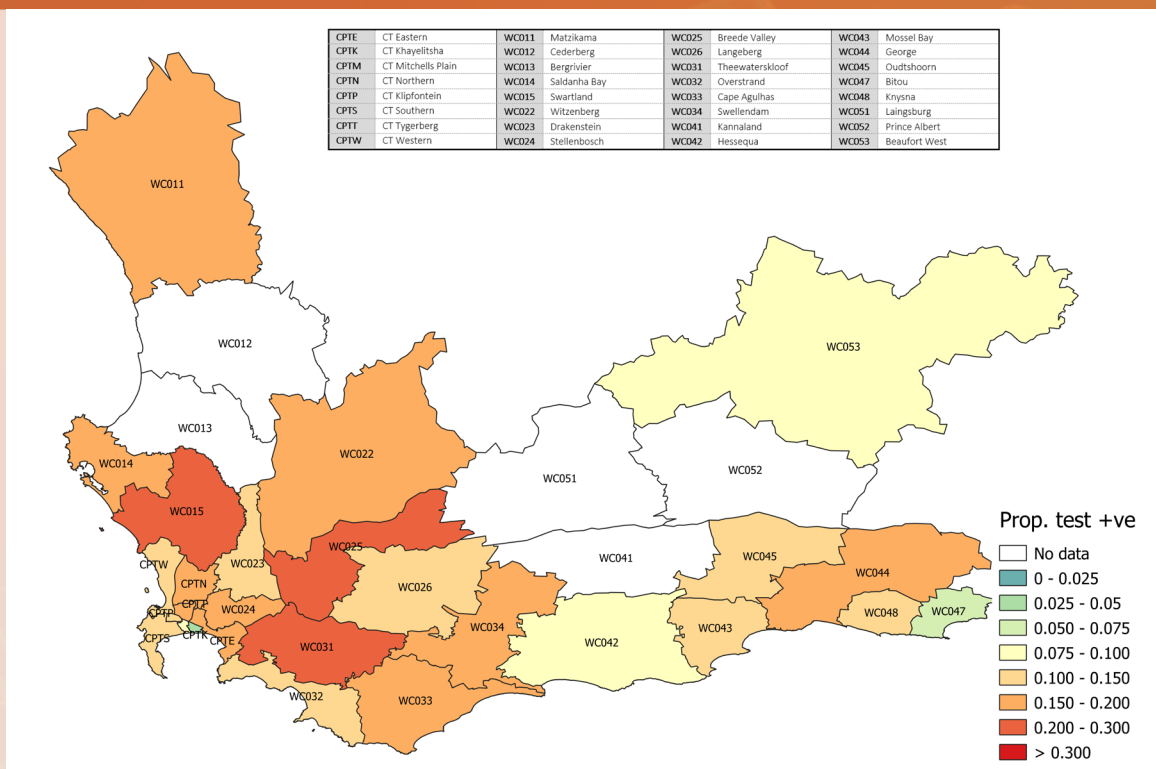 CPTE CT Eastern WC011 Matzikama WC025 Breede Valley WC043 Mossel Bay
CPTK CT Khayelitsha WC012 Cederberg WC026 Langeberg WC044 George
CPTM CT Mitchells Plain WC013 Bergrivier WC031 Theewaterskloof WC045 Oudtshoorn
CPTN CT Northern WC014 Saldanha Bay WC032 Overstrand WC047 Bitou
CPTP CT Klipfontein WC015 Swartland WC033 Cape Agulhas WC048 Knysna
CPTS CT Southern WC022 Witzenberg WC034 Swellendam WC051 Laingsburg
CPTT CT Tygerberg WC023 Drakenstein WC041 Kannaland WC052 Prince Albert
CPTW CT Western WC024 Stellenbosch WC042 Hessequa WC053 Beaufort West
WC011
WC012
WC053
WC013
WC022
WC014
WC051
WC052
WC015
WC025
WC041
WC045
CPTW
WC023
WC044
CPTN
WC026
WC024
CPTP
WC047
WC048
WC034
WC043
CPTS
CPTK
CPTE
WC031
WC042
WC032
WC033
Prop. test +ve
No data
0 - 0.025
0.025 - 0.05
0.050 - 0.075
0.075 - 0.100
0.100 - 0.150
0.150 - 0.200
0.200 - 0.300
> 0.300